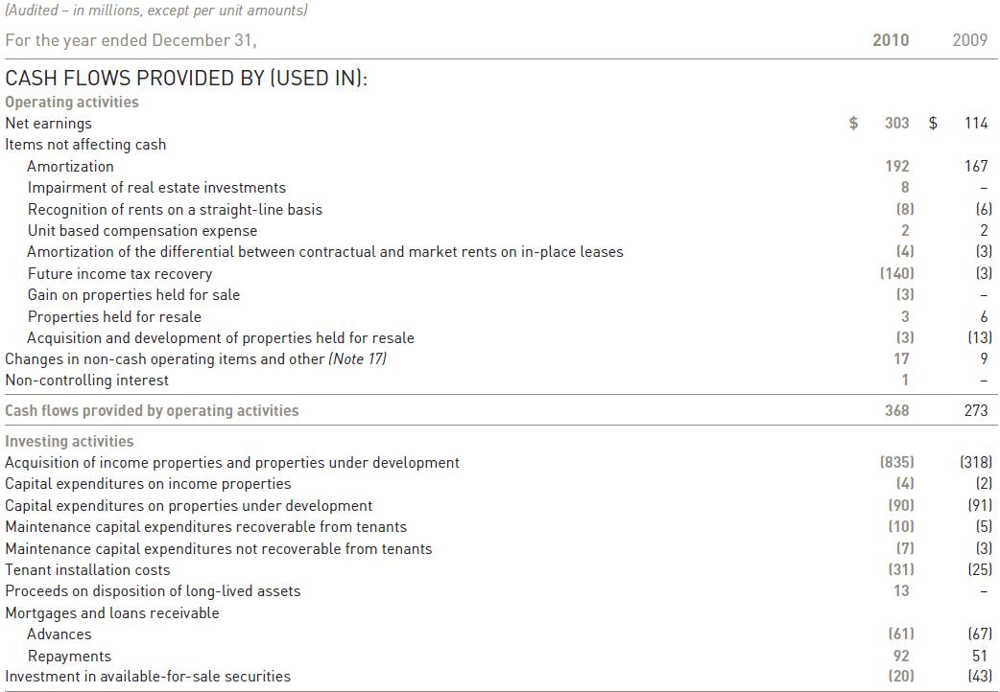 (Audited – in millions, except per unit amounts)
For the year ended December 31, 2010 2009
CASH FLOWS PROVIDED BY (USED IN):
Operating activities
Net earnings $ 303 $ 114
Items not affecting cash
Amortization 192 167
Impairment of real estate investments 8 –
Recognition of rents on a straight-line basis (8) (6)
Unit based compensation expense 2 2
Amortization of the differential between contractual and market rents on in-place leases (4) (3)
Future income tax recovery (140) (3)
Gain on properties held for sale (3) –
Properties held for resale 3 6
Acquisition and development of properties held for resale (3) (13)
Changes in non-cash operating items and other (Note 17) 17 9
Non-controlling interest 1 –
Cash flows provided by operating activities 368 273
Investing activities
Acquisition of income properties and properties under development (835) (318)
Capital expenditures on income properties (4) (2)
Capital expenditures on properties under development (90) (91)
Maintenance capital expenditures recoverable from tenants (10) (5)
Maintenance capital expenditures not recoverable from tenants (7) (3)
Tenant installation costs (31) (25)
Proceeds on disposition of long-lived assets 13 –
Mortgages and loans receivable
Advances (61) (67)
Repayments 92 51
Investment in available-for-sale securities (20) (43)